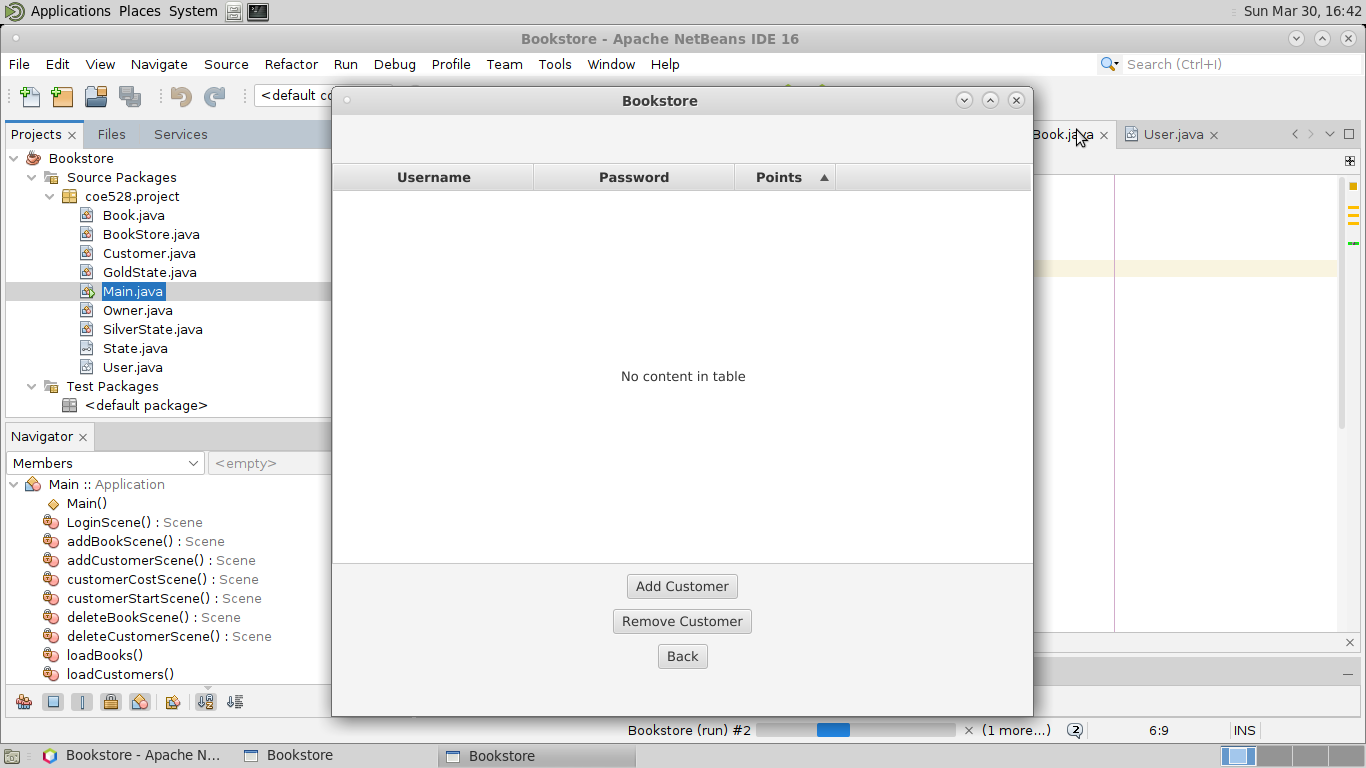 Applications Places System Sun Mar 30, 16:42
Bookstore - Apache NetBeans IDE 16
File Edit View Navigate Source Refactor Run Debug Profile Team Tools Window Help Search (Ctrl+I)
<default co
Bookstore
Projects Files Services Book.java User.java
Username Password Points
Bookstore
Source Packages
coe528.project
Book.java
BookStore.java
Customer.java
GoldState.java
Main.java
Owner.java
SilverState.java
State.java
User.java
Test Packages
<default package>
No content in table
Navigator
Members <empty>
Main :: Application
Main()
LoginScene() : Scene
addBookScene() : Scene
addCustomerScene() : Scene
customerCostScene() : Scene
customerStartScene() : Scene
deleteBookScene() : Scene
deleteCustomerScene() : Scene
loadBooks()
loadCustomers()
Add Customer
Remove Customer
Back
Bookstore (run) #2 (1 more...) 2 6:9 INS
Bookstore - Apache N... Bookstore Bookstore